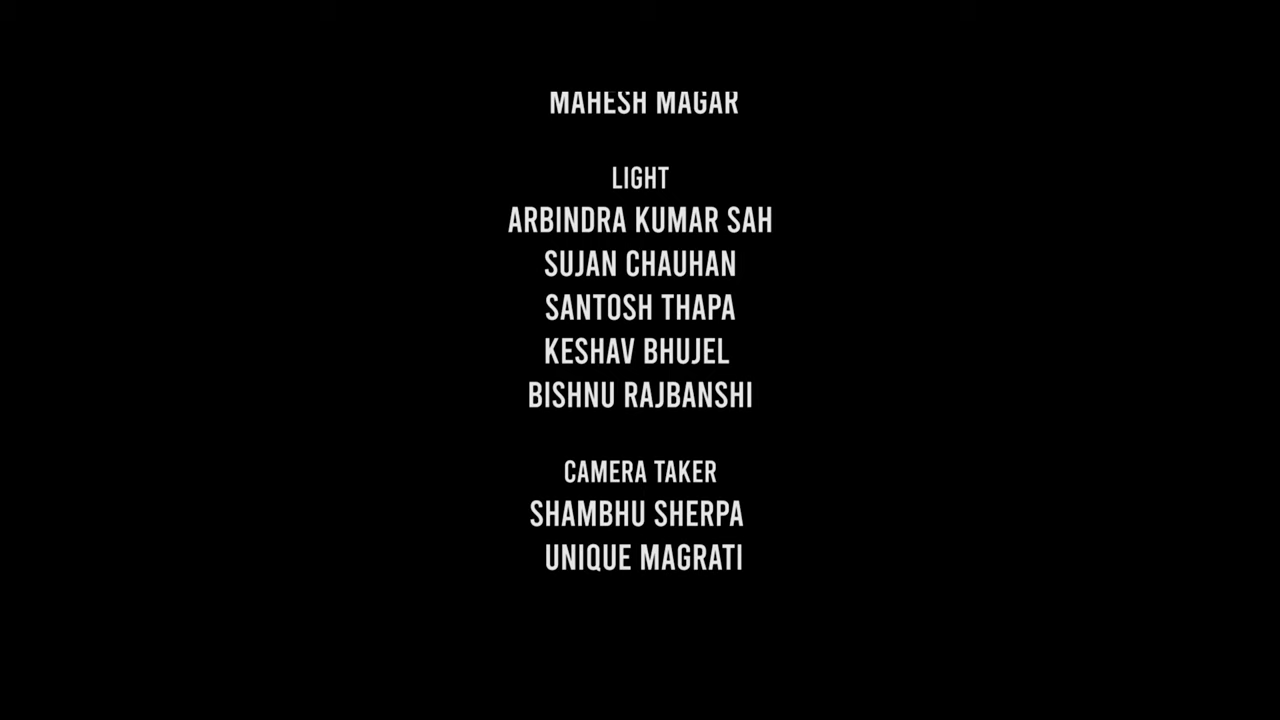 MAHESH MAGAR
LIGHT
ARBINDRA KUMAR SAH
SUJAN CHAUHAN
SANTOSH THAPA
KESHAV BHUJEL
BISHNU RAJBANSHI
CAMERA TAKER
SHAMBHU SHERPA
UNIQUE MAGRATI